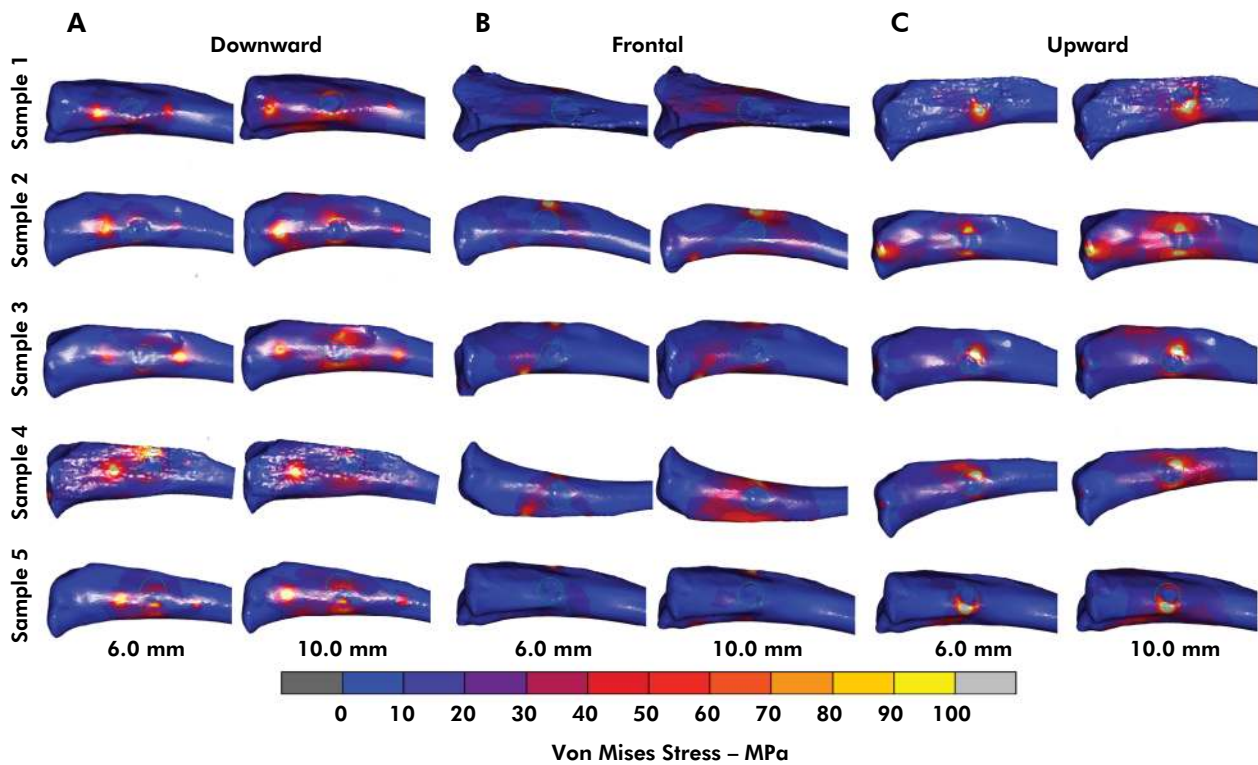 A
Downward
B
Frontal
C
Upward
Sample 1
Sample 2
Sample 3
Sample 4
Sample 5
6.0 mm
10.0 mm
6.0 mm
10.0 mm
6.0 mm
10.0 mm
0 10 20 30 40 50 60 70 80 90 100
Von Mises Stress – MPa